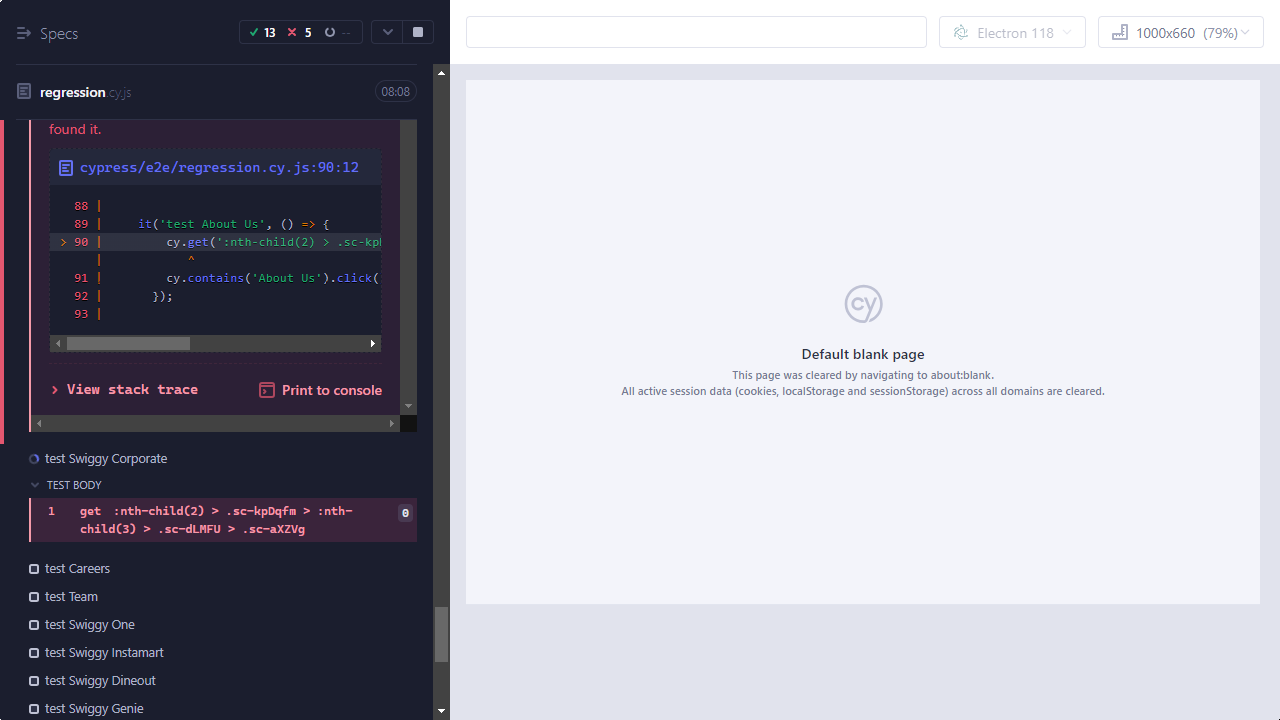 Specs
13
5
--
Electron 118
1000x660 (79%)
regression.cy.js
08:08
found it.
cypress/e2e/regression.cy.js:90:12
88 |
89 |     it('test About Us', () => {
> 90 |         cy.get(':nth-child(2) > .sc-kp
|            ^
91 |         cy.contains('About Us').click(
92 |       });
93 |
View stack trace
Print to console
test Swiggy Corporate
TEST BODY
1 get :nth-child(2) > .sc-kpDqfm > :nth-
child(3) > .sc-dLMFU > .sc-aXZVg
0
test Careers
test Team
test Swiggy One
test Swiggy Instamart
test Swiggy Dineout
test Swiggy Genie
cy
Default blank page
This page was cleared by navigating to about:blank.
All active session data (cookies, localStorage and sessionStorage) across all domains are cleared.